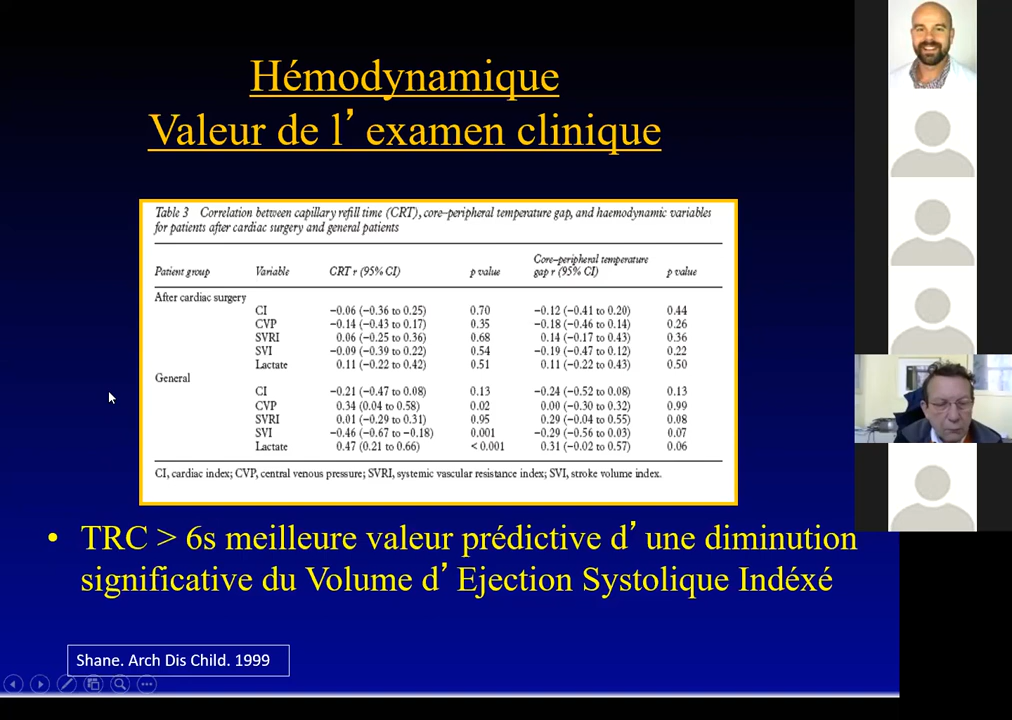 Hémodynamique
Valeur de l’ examen clinique
Table 3 Correlation between capillary refill time (CRT), core–peripheral temperature gap, and haemodynamic variables
for patients after cardiac surgery and general patients
Patient group Variable CRT r (95% CI) p value Core–peripheral temperature gap r (95% CI) p value
After cardiac surgery
CI −0.06 (−0.36 to 0.25) 0.70 −0.12 (−0.41 to 0.20) 0.44
CVP −0.14 (−0.43 to 0.17) 0.35 −0.18 (−0.46 to 0.14) 0.26
SVRI 0.06 (−0.25 to 0.36) 0.68 0.14 (−0.17 to 0.43) 0.36
SVI −0.09 (−0.39 to 0.22) 0.54 −0.19 (−0.47 to 0.12) 0.22
Lactate 0.11 (−0.22 to 0.42) 0.51 0.11 (−0.22 to 0.43) 0.50
General
CI −0.21 (−0.47 to 0.08) 0.13 −0.24 (−0.52 to 0.08) 0.13
CVP 0.34 (0.04 to 0.58) 0.02 0.00 (−0.30 to 0.32) 0.99
SVRI 0.01 (−0.29 to 0.31) 0.95 0.29 (−0.04 to 0.55) 0.08
SVI −0.46 (−0.67 to −0.18) 0.001 −0.29 (−0.56 to 0.03) 0.07
Lactate 0.47 (0.21 to 0.66) < 0.001 0.31 (−0.02 to 0.57) 0.06
CI, cardiac index; CVP, central venous pressure; SVRI, systemic vascular resistance index; SVI, stroke volume index.
• TRC > 6s meilleure valeur prédictive d’ une diminution
significative du Volume d’ Ejection Systolique Indéxé
Shane. Arch Dis Child. 1999